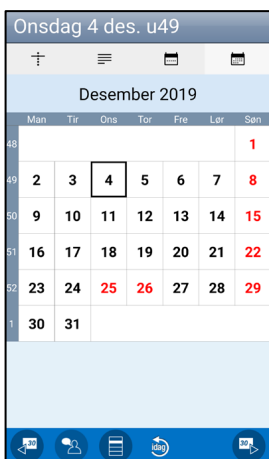 Onsdag 4 des. u49
Desember 2019
Man Tir Ons Tor Fre Lør Søn
48 1
49 2 3 4 5 6 7 8
50 9 10 11 12 13 14 15
51 16 17 18 19 20 21 22
52 23 24 25 26 27 28 29
1 30 31
30 idag 30